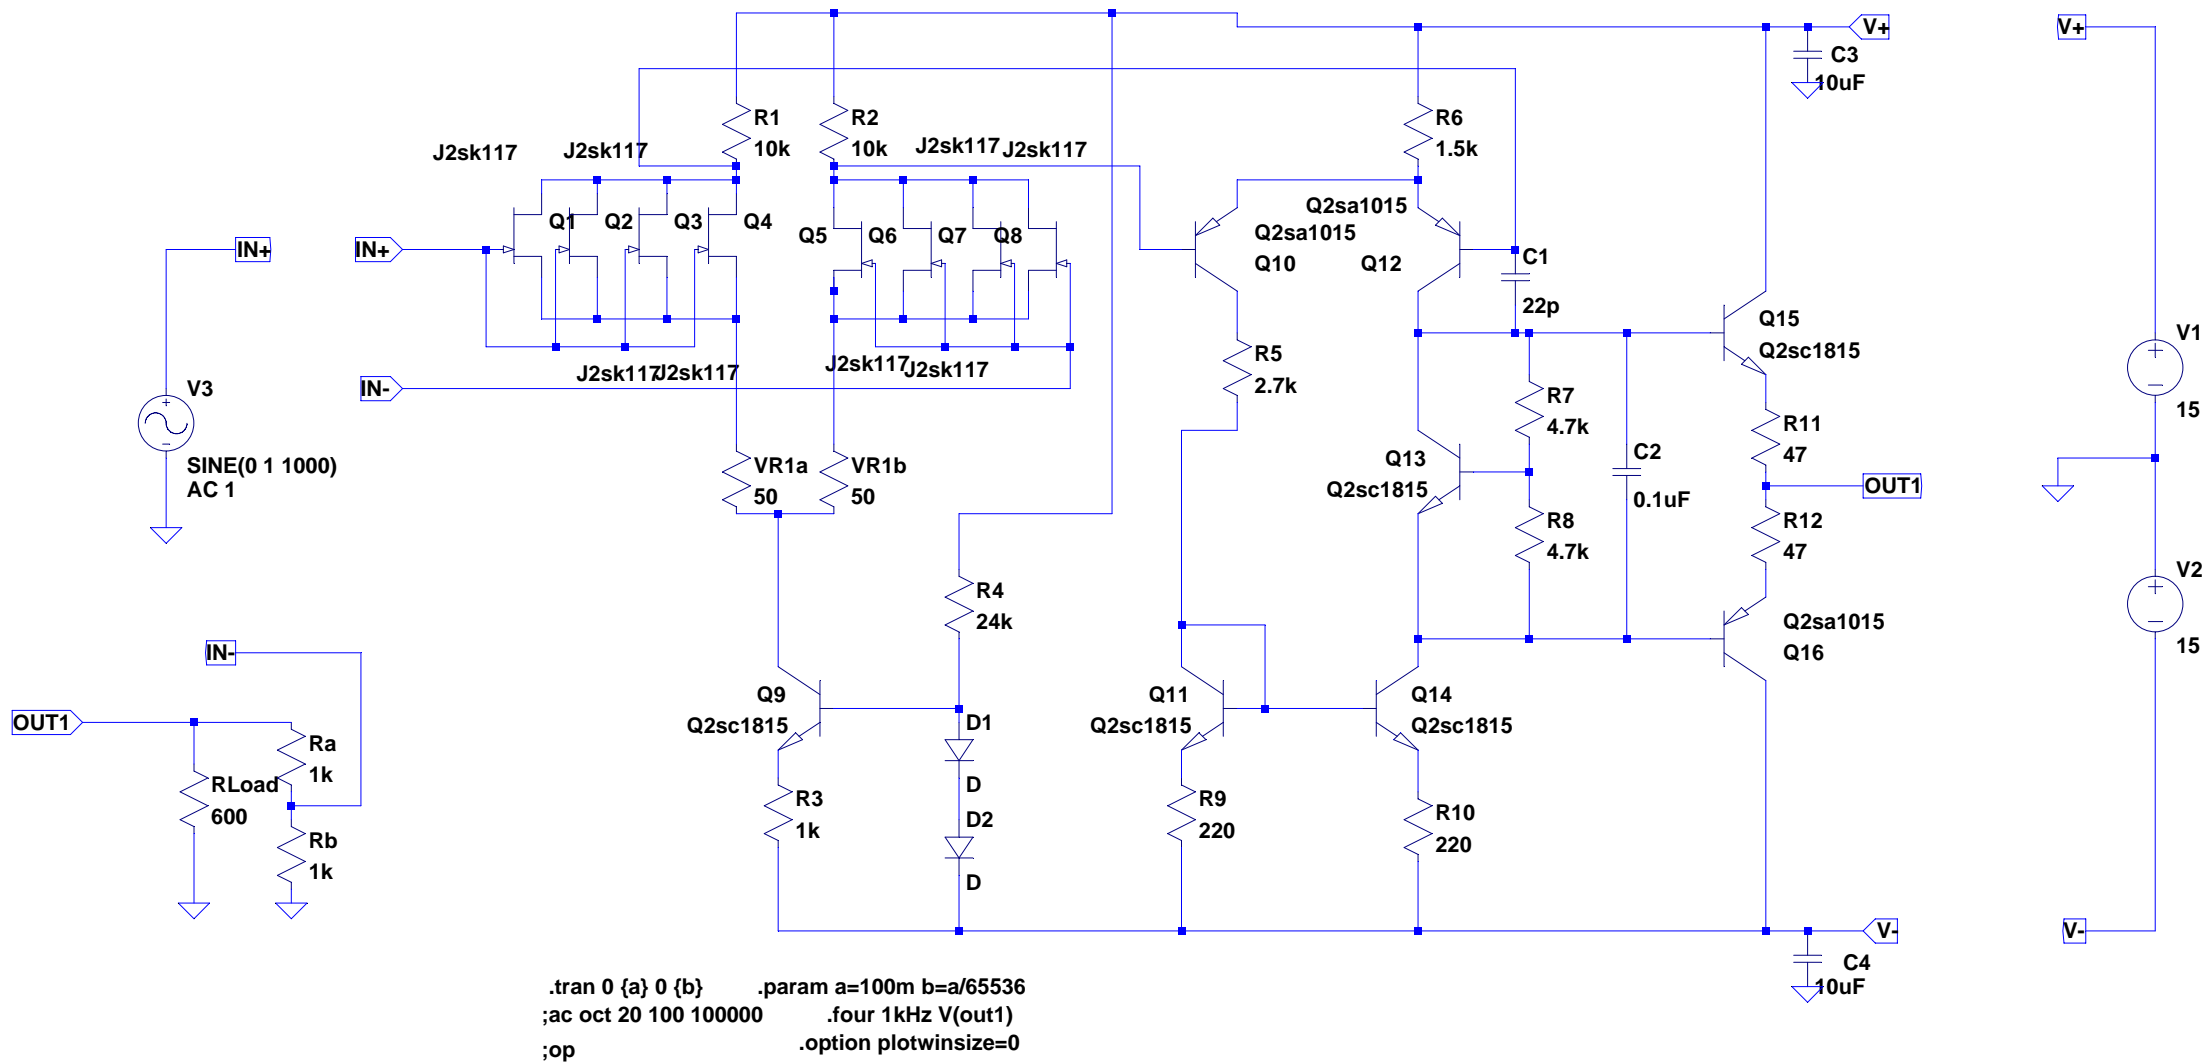 V+
V+
C3
10uF
R1
10k
R2
10k
R6
1.5k
J2sk117
J2sk117
J2sk117
J2sk117
Q1
Q2
Q3
Q4
Q5
Q6
Q7
Q8
Q2sa1015
Q2sa1015
Q10
Q12
IN+
IN+
C1
22p
Q15
Q2sc1815
V1
15
R5
2.7k
J2sk117
J2sk117
J2sk117
J2sk117
IN-
V3
SINE(0 1 1000)
AC 1
R7
4.7k
R11
47
VR1a
50
VR1b
50
Q13
Q2sc1815
C2
0.1uF
OUT1
R8
4.7k
R12
47
V2
15
R4
24k
Q2sa1015
Q16
IN-
OUT1
Q9
Q2sc1815
D1
D
Q11
Q2sc1815
Q14
Q2sc1815
Ra
1k
RLoad
600
R3
1k
D2
D
R9
220
R10
220
Rb
1k
V-
V-
C4
10uF
.tran 0 {a} 0 {b}
.param a=100m b=a/65536
;ac oct 20 100 100000
.four 1kHz V(out1)
;op
.option plotwinsize=0